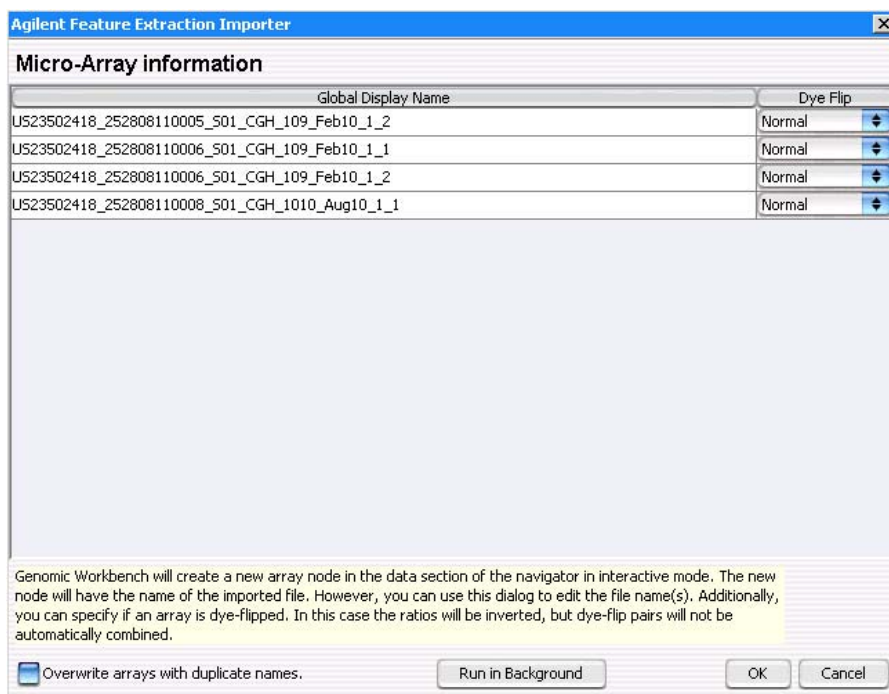 Agilent Feature Extraction Importer
Micro-Array information
Global Display Name Dye Flip
US23502418_252808110005_S01_CGH_109_Feb10_1_2 Normal
US23502418_252808110006_S01_CGH_109_Feb10_1_1 Normal
US23502418_252808110006_S01_CGH_109_Feb10_1_2 Normal
US23502418_252808110008_S01_CGH_1010_Aug10_1_1 Normal
Genomic Workbench will create a new array node in the data section of the navigator in interactive mode. The new
node will have the name of the imported file. However, you can use this dialog to edit the file name(s). Additionally,
you can specify if an array is dye-flipped. In this case the ratios will be inverted, but dye-flip pairs will not be
automatically combined.
Overwrite arrays with duplicate names. Run in Background OK Cancel